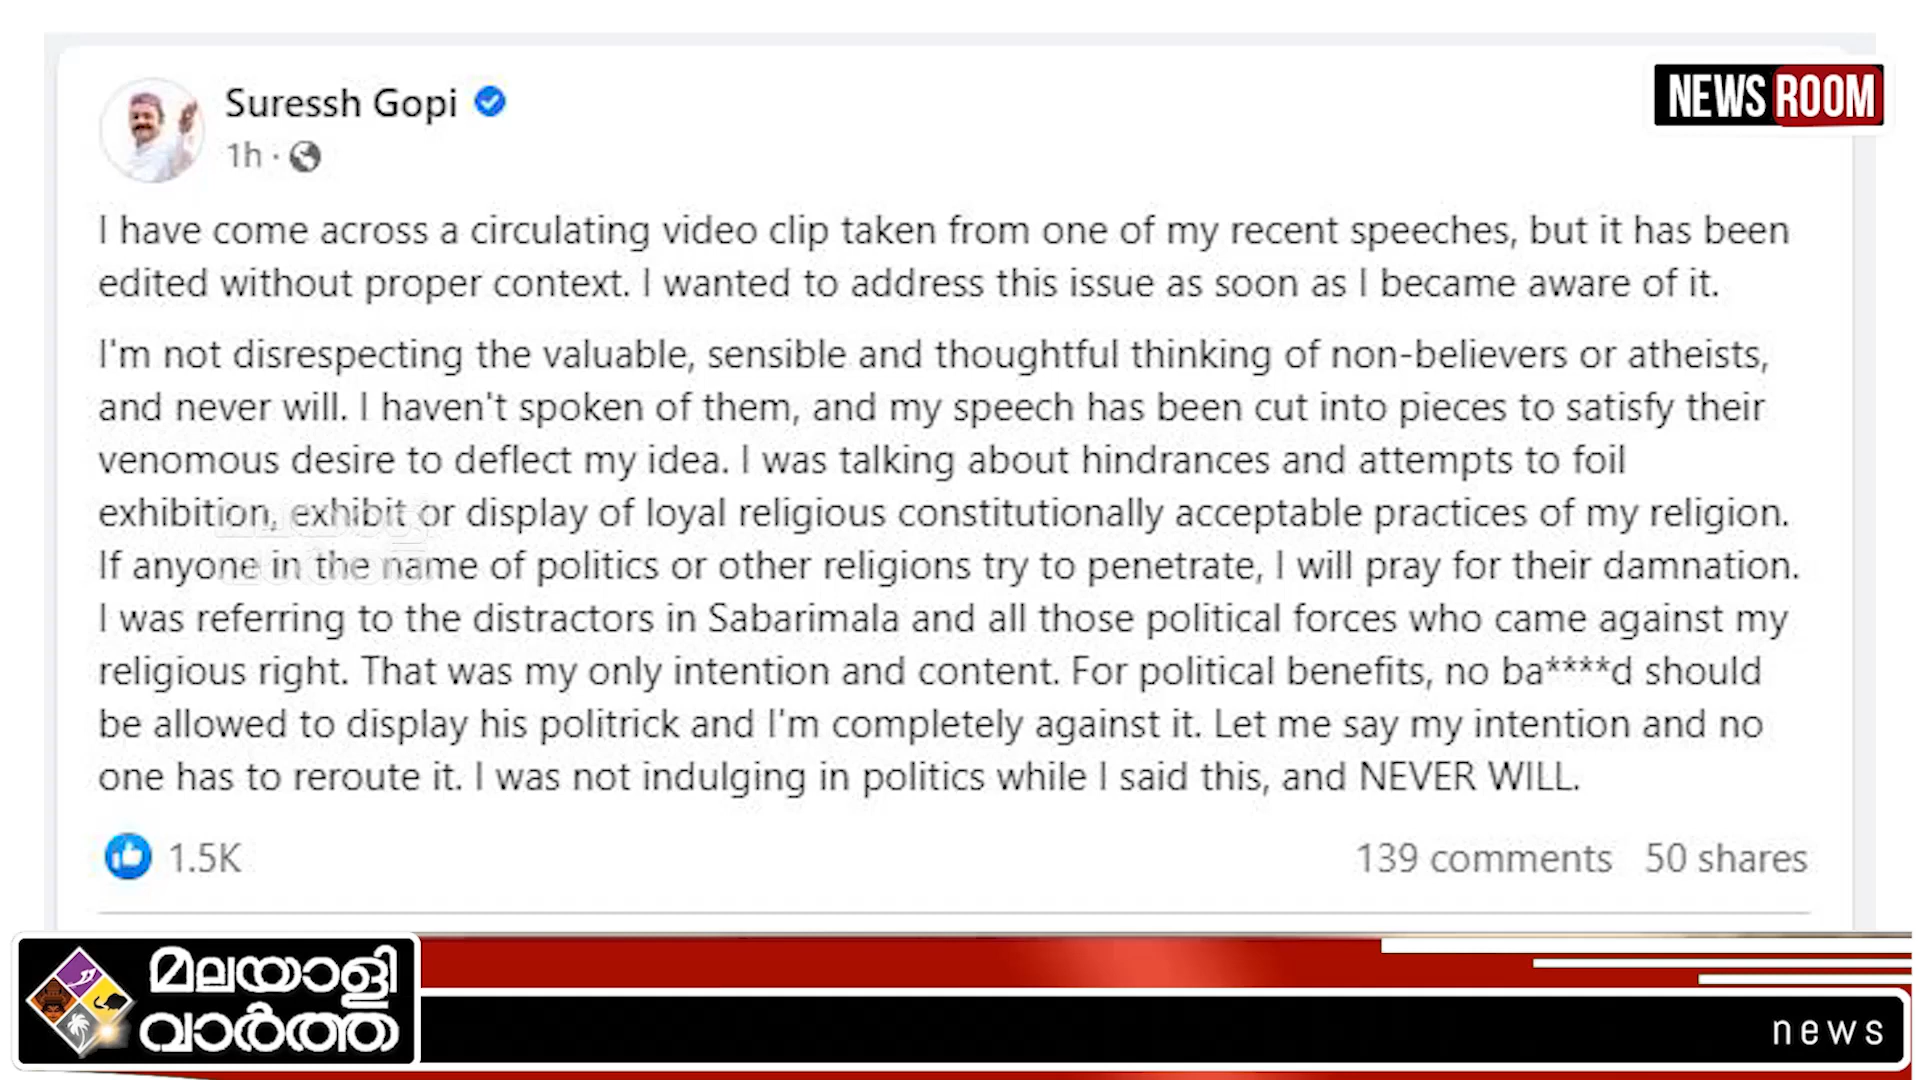 NEWS ROOM
Suressh Gopi
1h ·
I have come across a circulating video clip taken from one of my recent speeches, but it has been
edited without proper context. I wanted to address this issue as soon as I became aware of it.
I'm not disrespecting the valuable, sensible and thoughtful thinking of non-believers or atheists,
and never will. I haven't spoken of them, and my speech has been cut into pieces to satisfy their
venomous desire to deflect my idea. I was talking about hindrances and attempts to foil
exhibition, exhibit or display of loyal religious constitutionally acceptable practices of my religion.
If anyone in the name of politics or other religions try to penetrate, I will pray for their damnation.
I was referring to the distractors in Sabarimala and all those political forces who came against my
religious right. That was my only intention and content. For political benefits, no ba****d should
be allowed to display his politrick and I'm completely against it. Let me say my intention and no
one has to reroute it. I was not indulging in politics while I said this, and NEVER WILL.
1.5K
139 comments 50 shares
മലയാളി
വാർത്ത
news